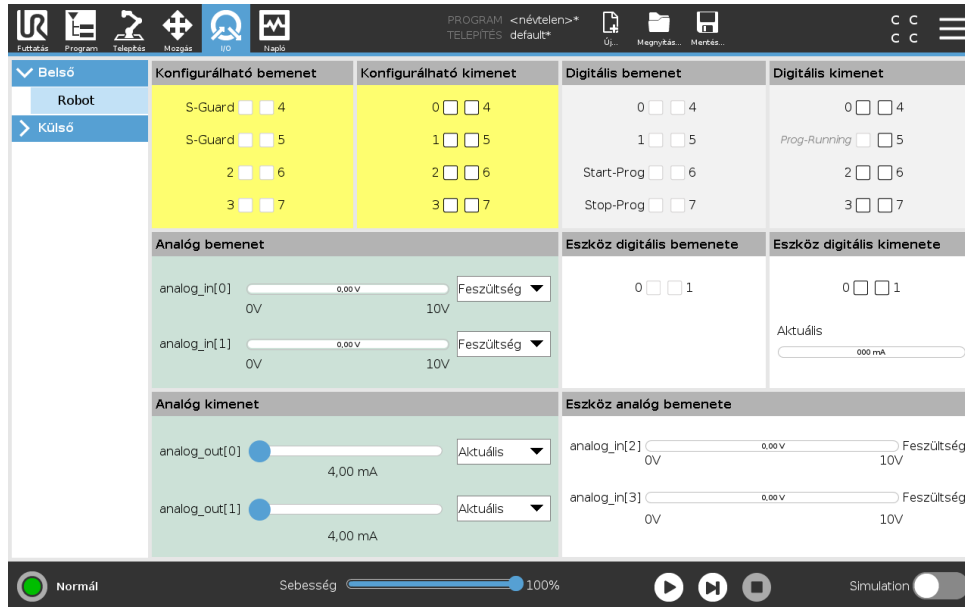 PROGRAM <névtelen>*
TELEPÍTÉS default*
C C
C C
Futtatás Program Telepítés Mozgás I/O Napló Új... Megnyitás... Mentés...
Belső
Robot
Külső
Konfigurálható bemenet
S-Guard 4
S-Guard 5
2 6
3 7
Konfigurálható kimenet
0 4
1 5
2 6
3 7
Digitális bemenet
0 4
1 5
Start-Prog 6
Stop-Prog 7
Digitális kimenet
0 4
Prog-Running 5
2 6
3 7
Analóg bemenet
analog_in[0] 0,00 V Feszültség
0V 10V
analog_in[1] 0,00 V Feszültség
0V 10V
Eszköz digitális bemenete
0 1
Eszköz digitális kimenete
0 1
Aktuális
000 mA
Analóg kimenet
analog_out[0] Aktuális
4,00 mA
analog_out[1] Aktuális
4,00 mA
Eszköz analóg bemenete
analog_in[2] 0,00 V Feszültség
0V 10V
analog_in[3] 0,00 V Feszültség
0V 10V
Normál Sebesség 100% Simulation